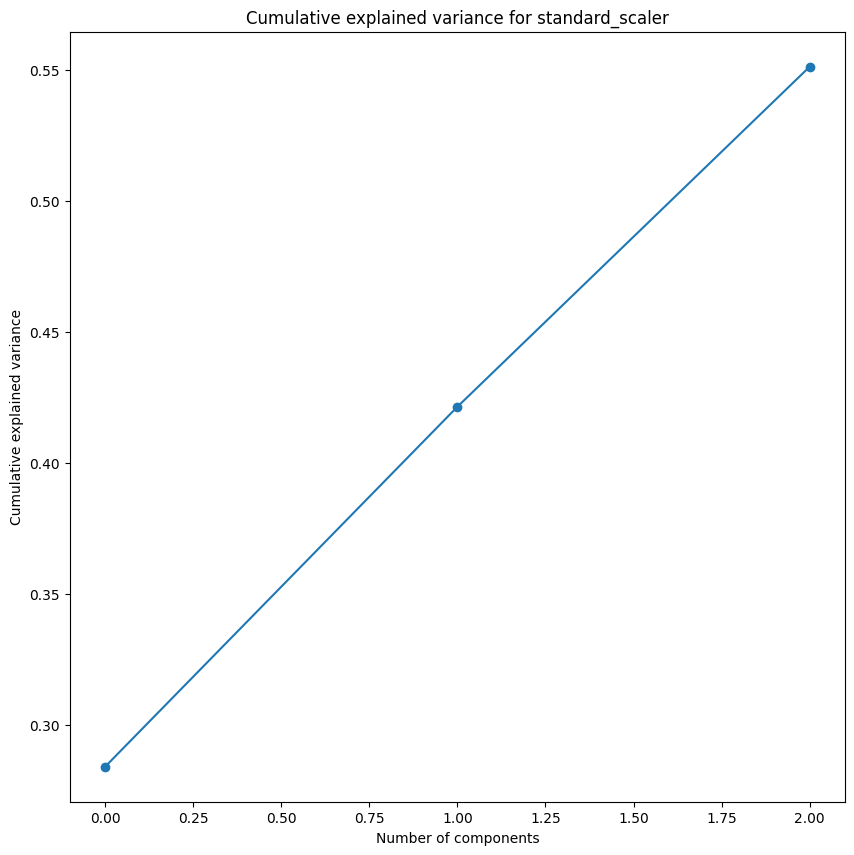 Cumulative explained variance for standard_scaler
0.55
0.50
0.45
0.40
0.35
0.30
Cumulative explained variance
0.00 0.25 0.50 0.75 1.00 1.25 1.50 1.75 2.00
Number of components